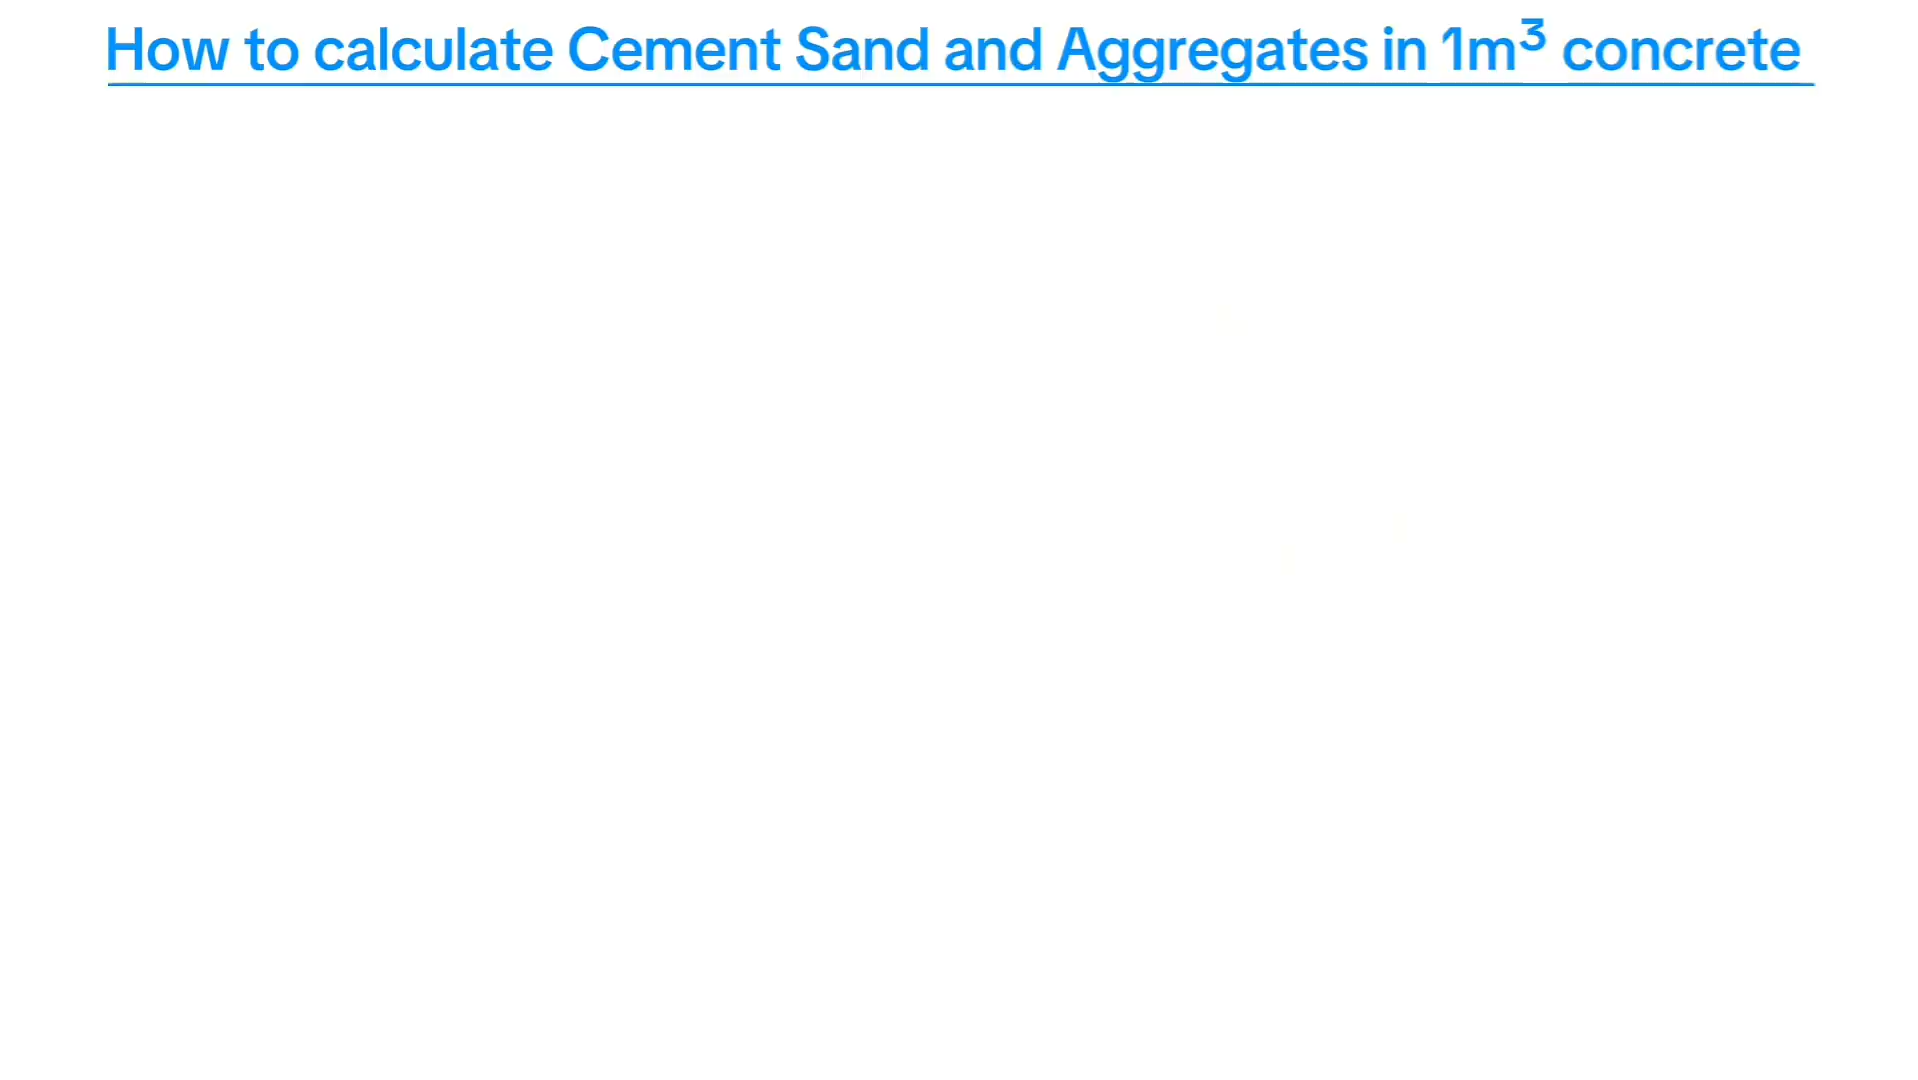 How to calculate Cement Sand and Aggregates in 1m³ concrete